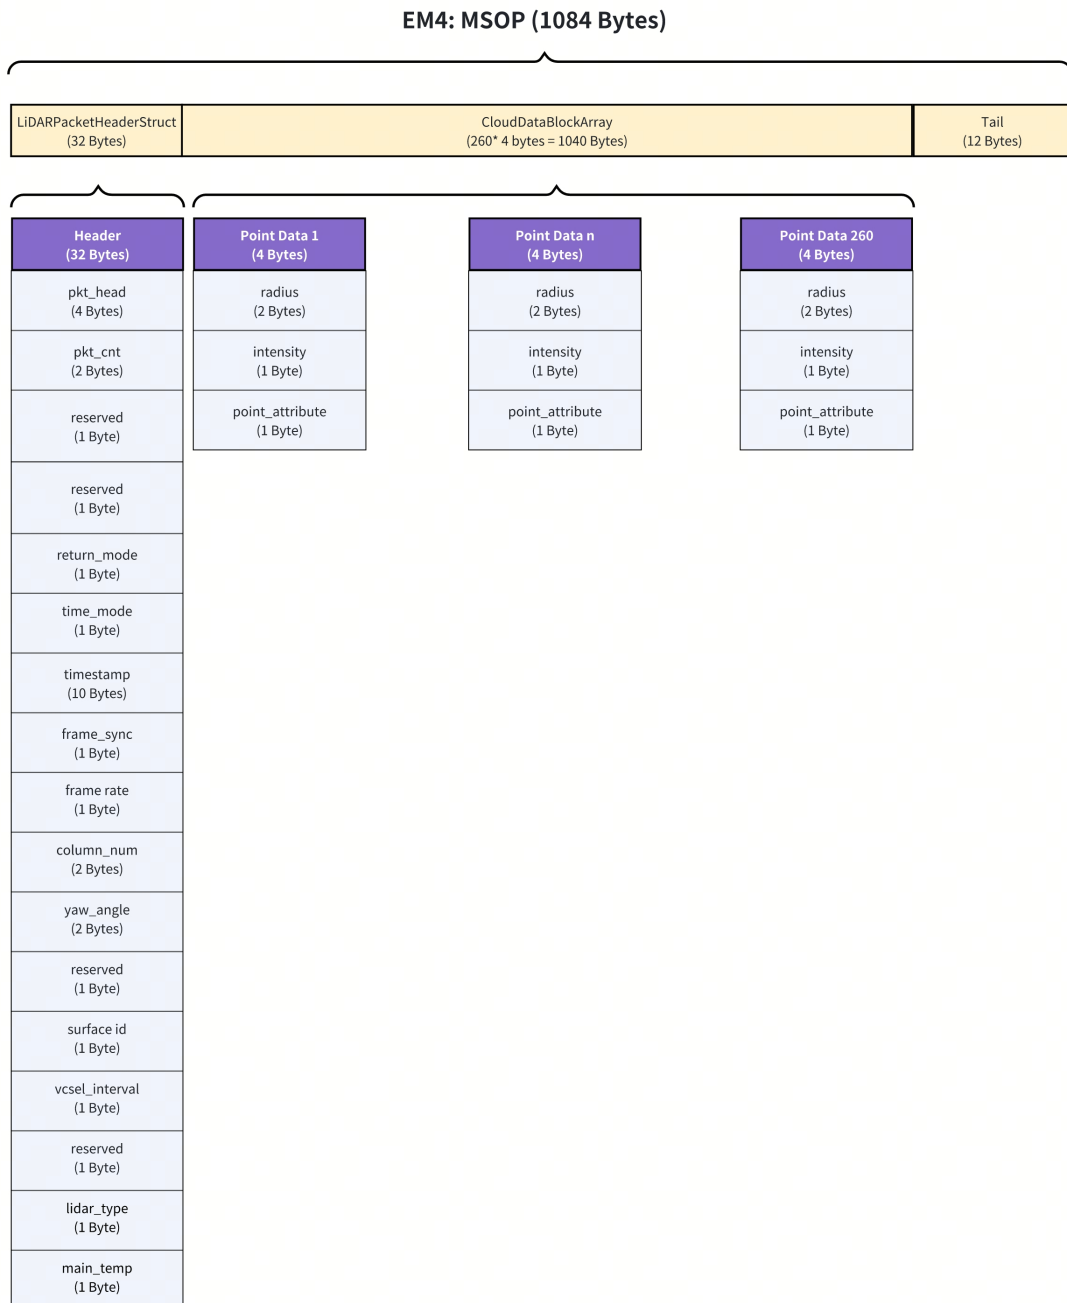 EM4: MSOP (1084 Bytes)
LiDARPacketHeaderStruct
(32 Bytes)
CloudDataBlockArray
(260* 4 bytes = 1040 Bytes)
Tail
(12 Bytes)
Header
(32 Bytes)
pkt_head
(4 Bytes)
pkt_cnt
(2 Bytes)
reserved
(1 Byte)
reserved
(1 Byte)
return_mode
(1 Byte)
time_mode
(1 Byte)
timestamp
(10 Bytes)
frame_sync
(1 Byte)
frame rate
(1 Byte)
column_num
(2 Bytes)
yaw_angle
(2 Bytes)
reserved
(1 Byte)
surface id
(1 Byte)
vcsel_interval
(1 Byte)
reserved
(1 Byte)
lidar_type
(1 Byte)
main_temp
(1 Byte)
Point Data 1
(4 Bytes)
radius
(2 Bytes)
intensity
(1 Byte)
point_attribute
(1 Byte)
Point Data n
(4 Bytes)
radius
(2 Bytes)
intensity
(1 Byte)
point_attribute
(1 Byte)
Point Data 260
(4 Bytes)
radius
(2 Bytes)
intensity
(1 Byte)
point_attribute
(1 Byte)